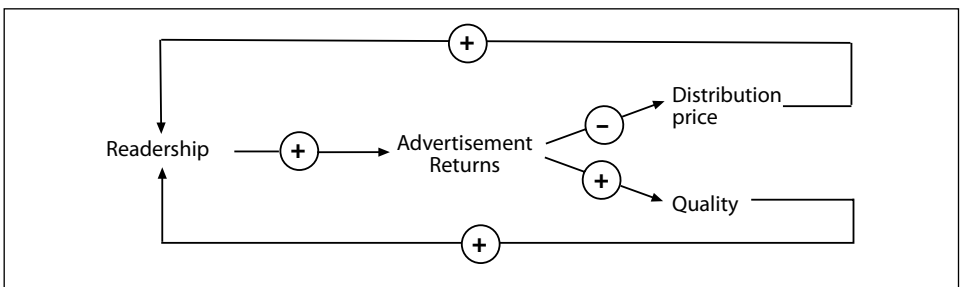 +
Distribution
price
−
Readership
+
Advertisement
Returns
+
Quality
+